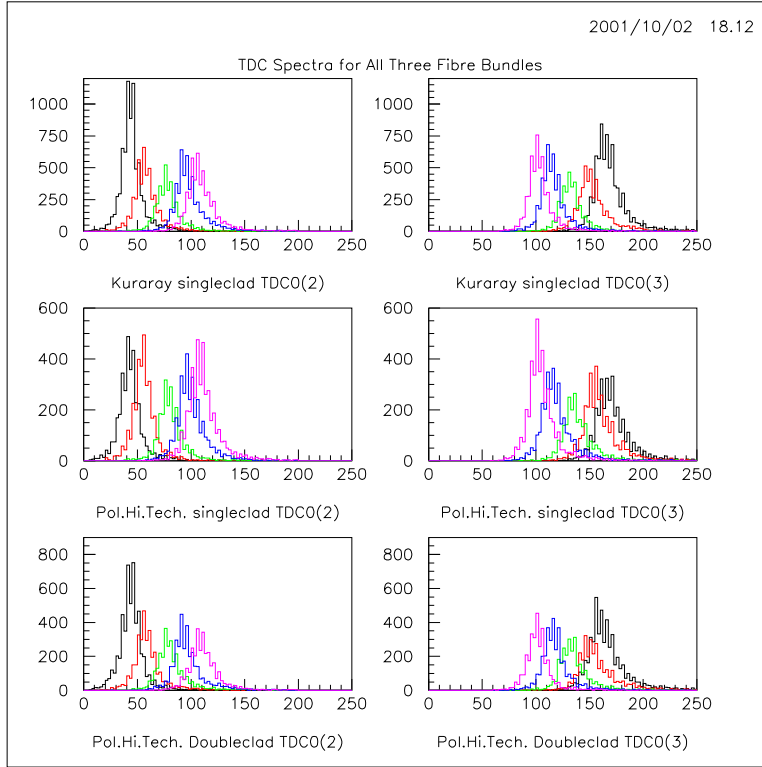 2001/10/02 18.12
TDC Spectra for All Three Fibre Bundles
1000
750
500
250
0
0 50 100 150 200 250
Kuraray singleclad TDC0(2)
1000
750
500
250
0
0 50 100 150 200 250
Kuraray singleclad TDC0(3)
600
400
200
0
0 50 100 150 200 250
Pol.Hi.Tech. singleclad TDC0(2)
600
400
200
0
0 50 100 150 200 250
Pol.Hi.Tech. singleclad TDC0(3)
800
600
400
200
0
0 50 100 150 200 250
Pol.Hi.Tech. Doubleclad TDC0(2)
800
600
400
200
0
0 50 100 150 200 250
Pol.Hi.Tech. Doubleclad TDC0(3)